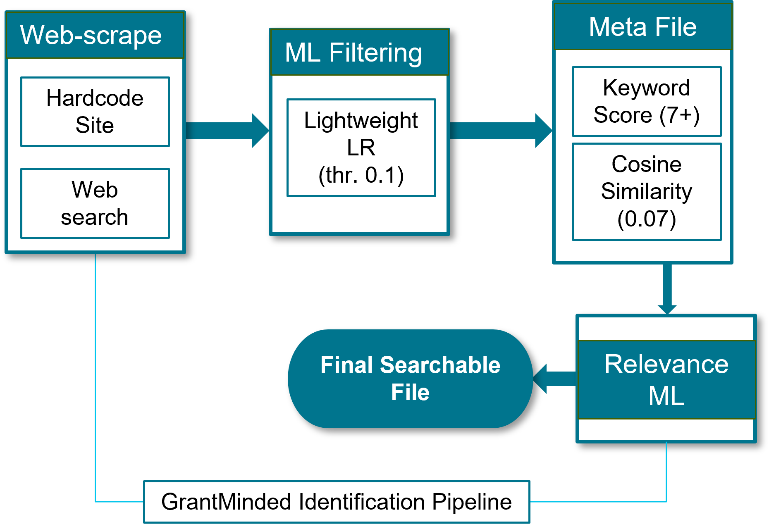 Web-scrape
Hardcode
Site
Web
search
ML Filtering
Lightweight
LR
(thr. 0.1)
Meta File
Keyword
Score (7+)
Cosine
Similarity
(0.07)
Relevance
ML
Final Searchable
File
GrantMinded Identification Pipeline